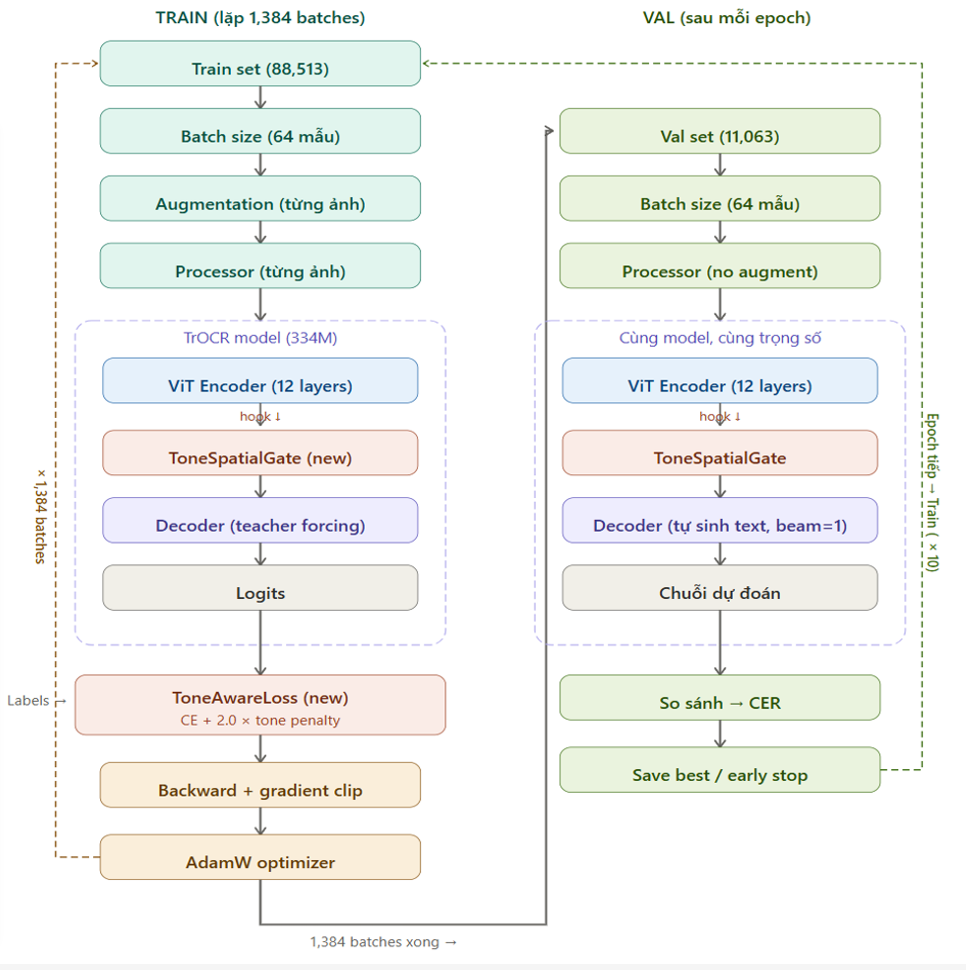 TRAIN (lặp 1,384 batches)
Train set (88,513)
Batch size (64 mẫu)
Augmentation (từng ảnh)
Processor (từng ảnh)
TrOCR model (334M)
ViT Encoder (12 layers)
hook ↓
ToneSpatialGate (new)
Decoder (teacher forcing)
Logits
× 1,384 batches
Labels →
ToneAwareLoss (new)
CE + 2.0 × tone penalty
Backward + gradient clip
AdamW optimizer
1,384 batches xong →
VAL (sau mỗi epoch)
Val set (11,063)
Batch size (64 mẫu)
Processor (no augment)
Cùng model, cùng trọng số
ViT Encoder (12 layers)
hook ↓
ToneSpatialGate
Decoder (tự sinh text, beam=1)
Chuỗi dự đoán
So sánh → CER
Save best / early stop
Epoch tiếp → Train ( × 10)